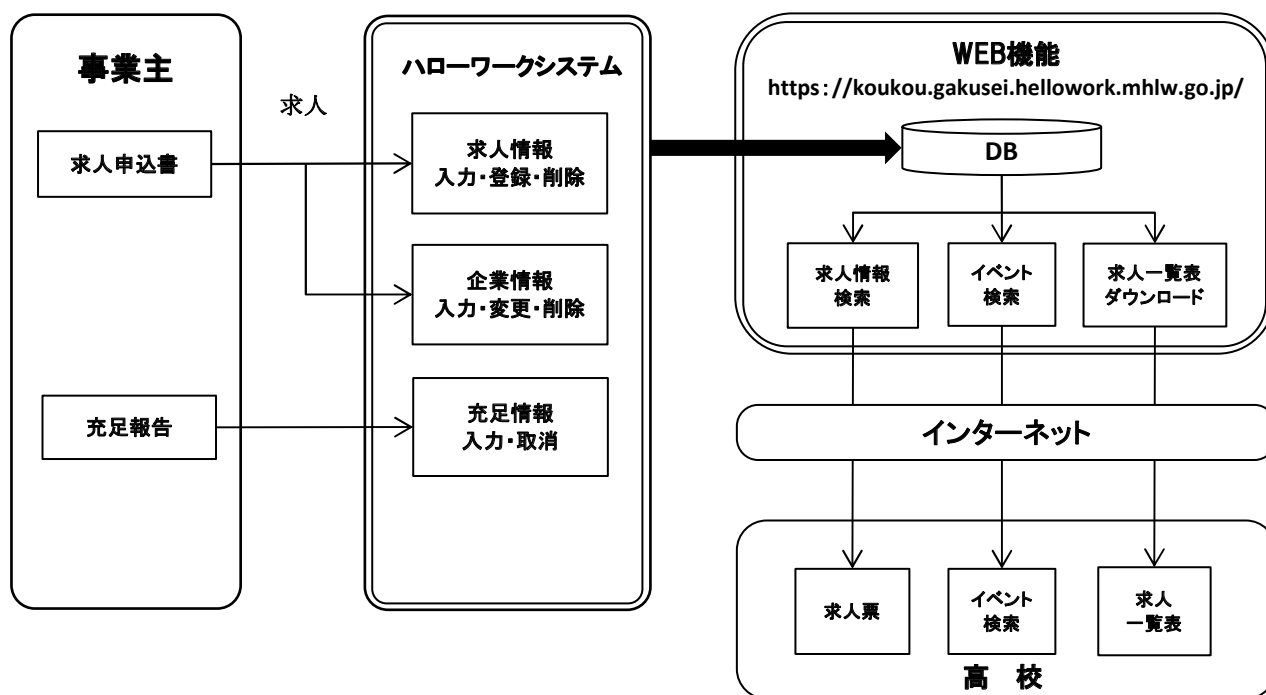 事業主
求人申込書
充足報告
求人
ハローワークシステム
求人情報
入力・登録・削除
企業情報
入力・変更・削除
充足情報
入力・取消
WEB機能
https://koukou.gakusei.hellowork.mhlw.go.jp/
DB
求人情報
検索
イベント
検索
求人一覧表
ダウンロード
インターネット
求人票
イベント
検索
求人
一覧表
高 校